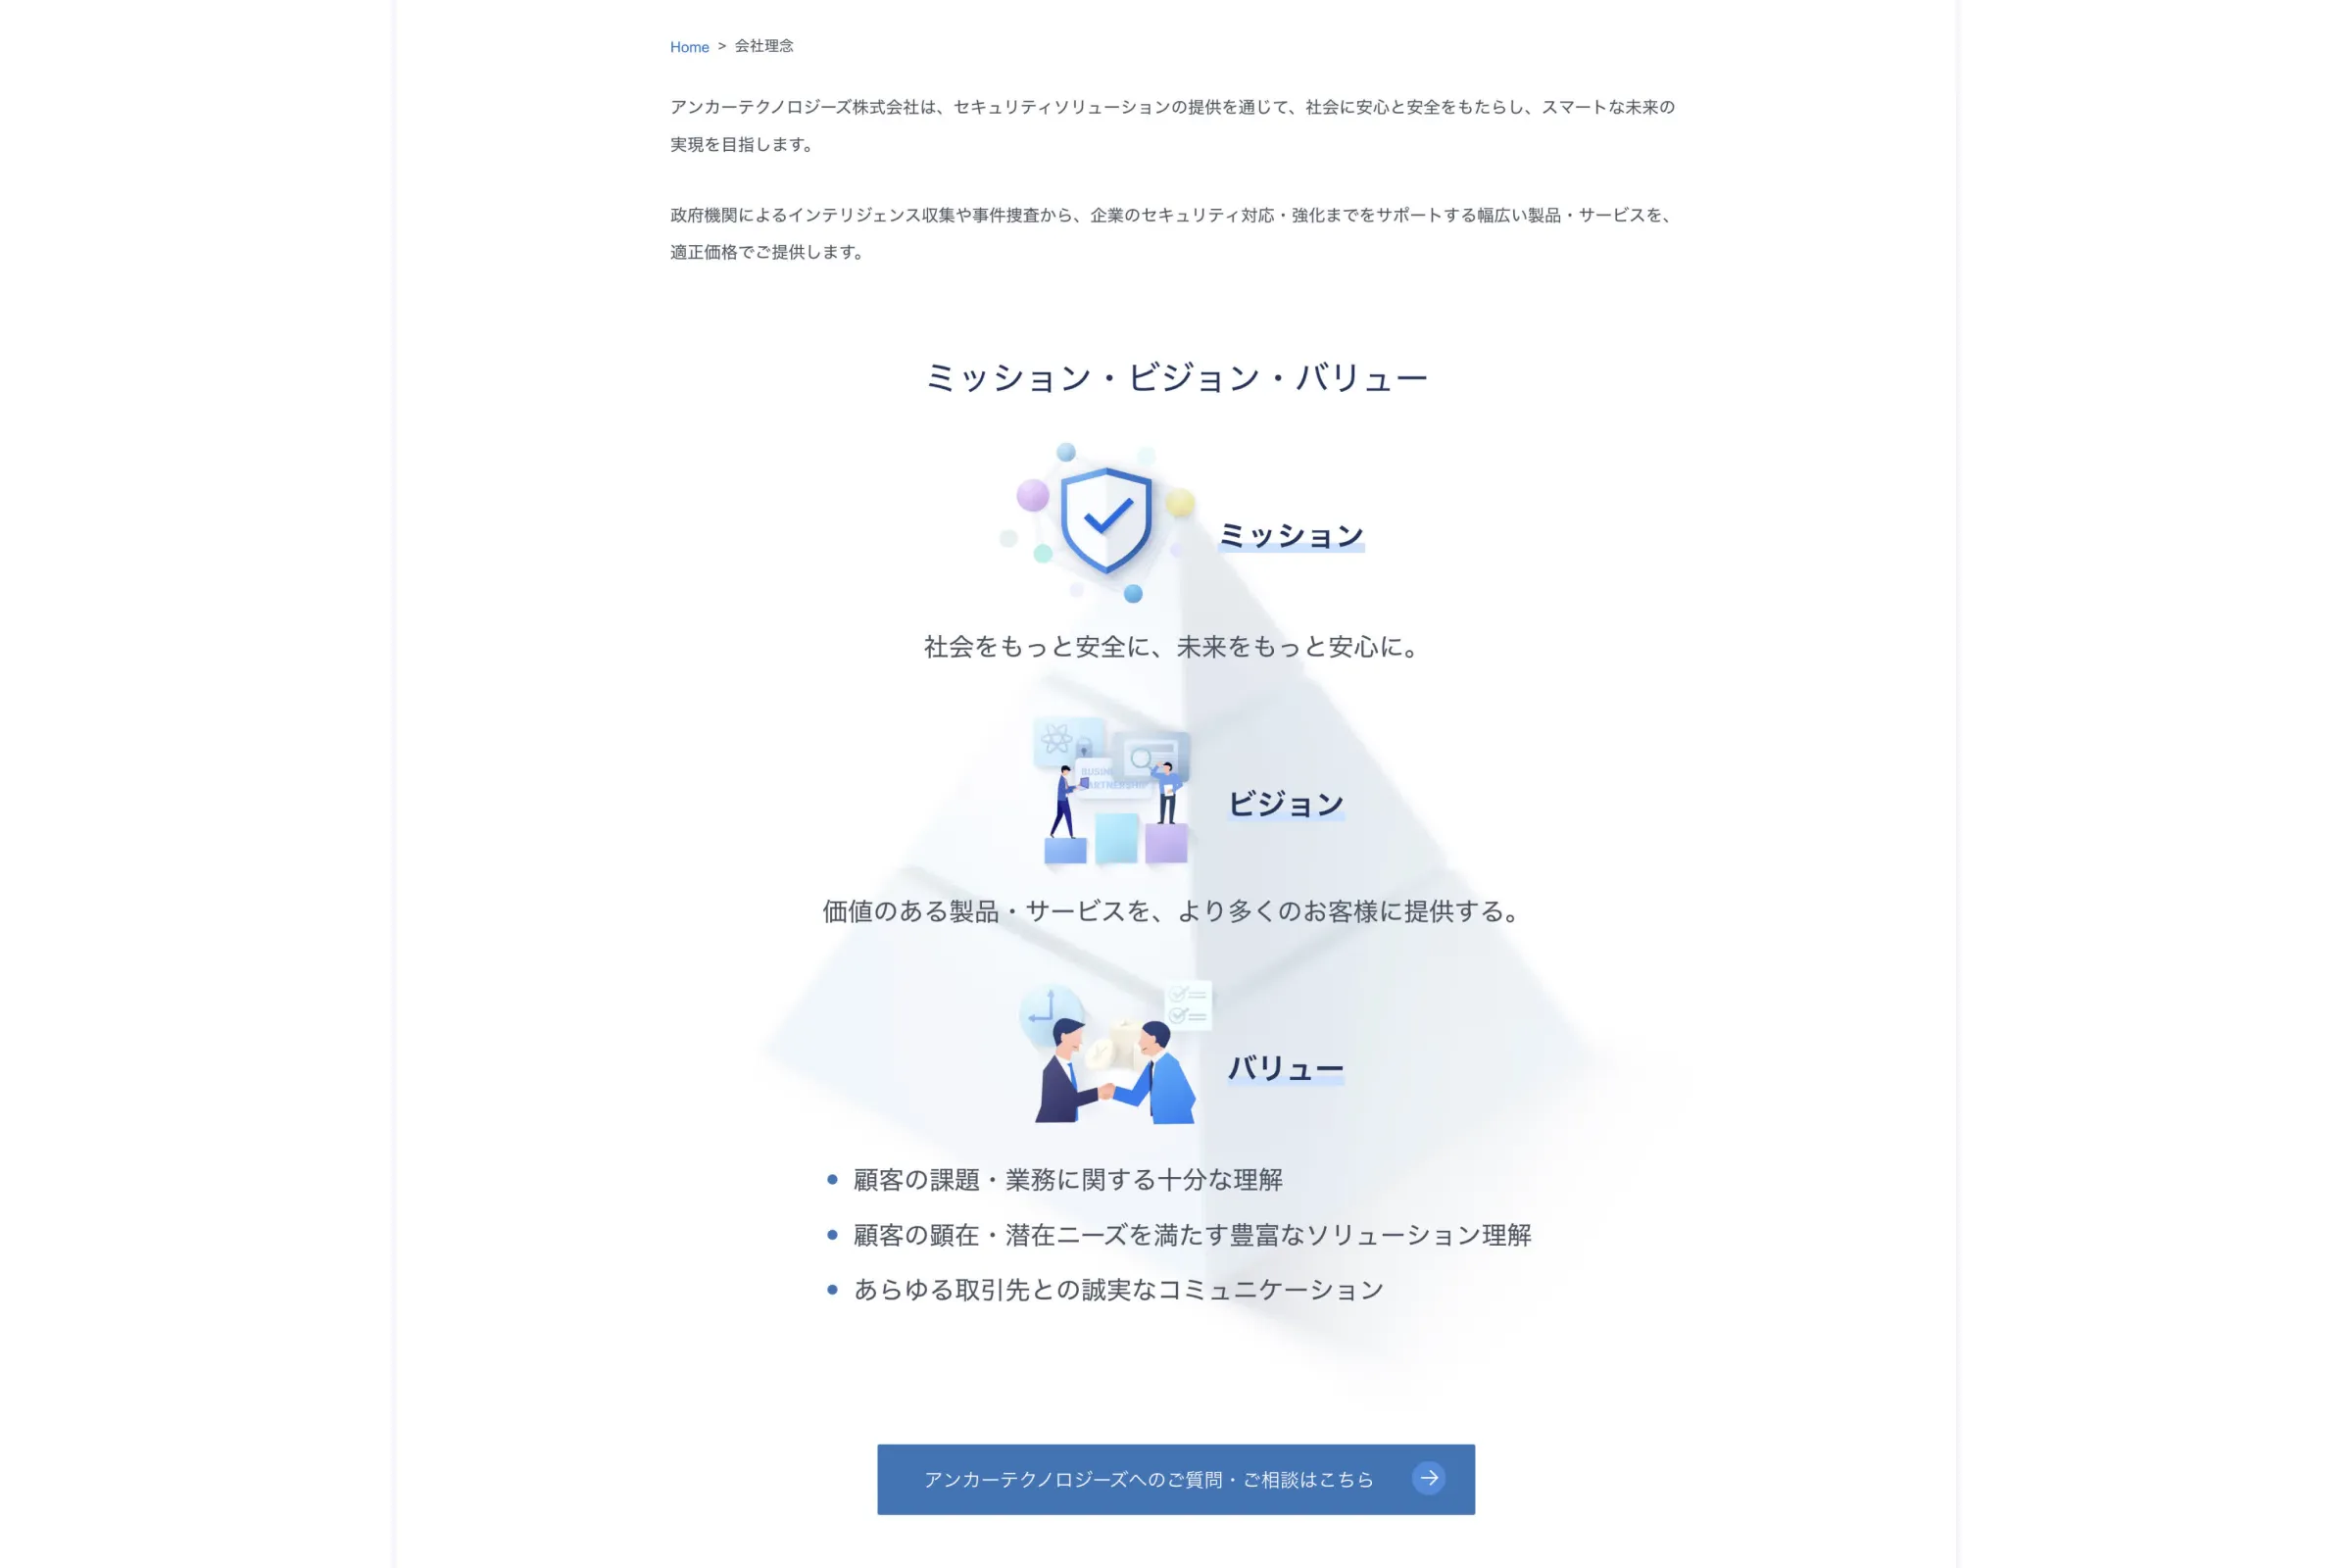 Home > 会社理念
アンカーテクノロジーズ株式会社は、セキュリティソリューションの提供を通じて、社会に安心と安全をもたらし、スマートな未来の
実現を目指します。
政府機関によるインテリジェンス収集や事件捜査から、企業のセキュリティ対応・強化までをサポートする幅広い製品・サービスを、
適正価格でご提供します。
ミッション・ビジョン・バリュー
ミッション
社会をもっと安全に、未来をもっと安心に。
ビジョン
価値のある製品・サービスを、より多くのお客様に提供する。
バリュー
• 顧客の課題・業務に関する十分な理解
• 顧客の顕在・潜在ニーズを満たす豊富なソリューション理解
• あらゆる取引先との誠実なコミュニケーション
アンカーテクノロジーズへのご質問・ご相談はこちら